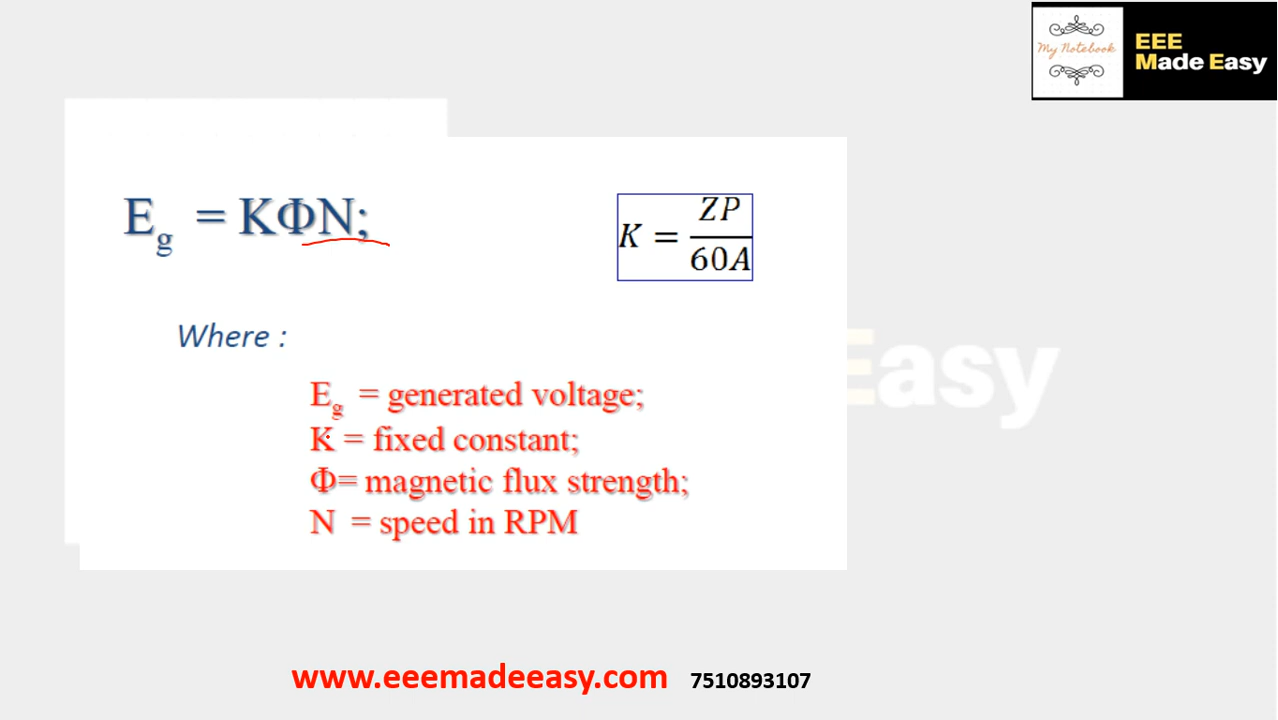 My Notebook
EEE
Made Easy
Eg = KΦN;
K = ZP/60A
Where :
Easy
Eg = generated voltage;
K = fixed constant;
Φ= magnetic flux strength;
N = speed in RPM
www.eeemadeeasy.com 7510893107